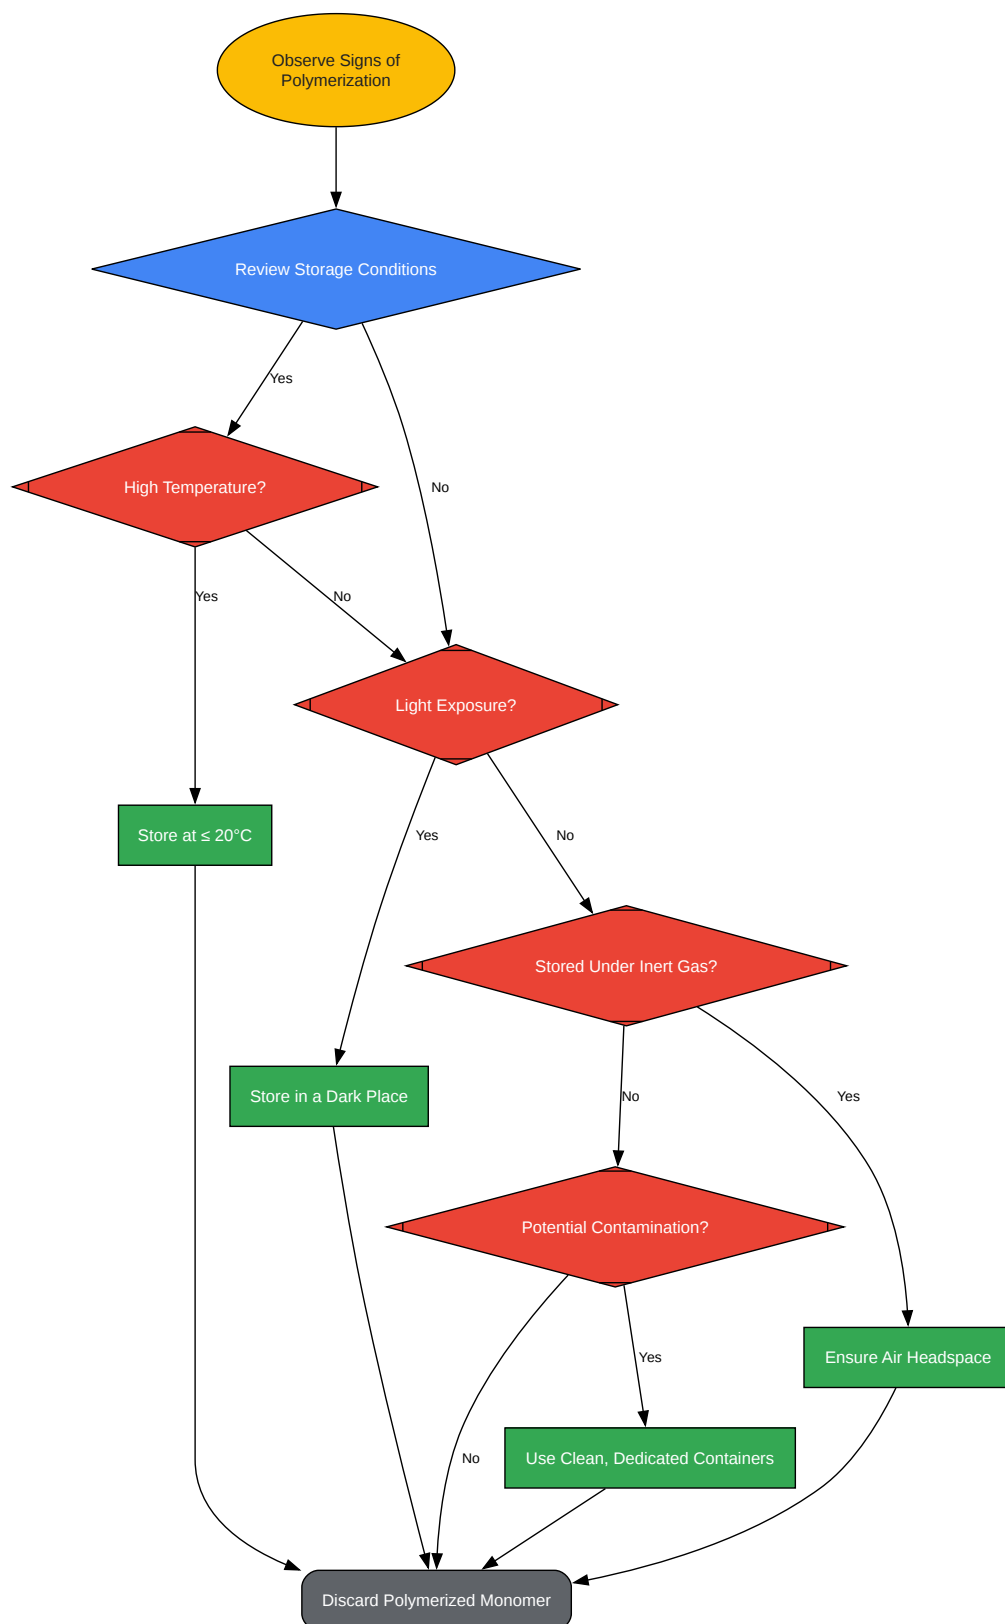 Observe Signs of
Polymerization
Review Storage Conditions
Yes
High Temperature?
No
Yes
No
Light Exposure?
Store at ≤ 20°C
Yes
No
Stored Under Inert Gas?
Store in a Dark Place
No
Yes
Potential Contamination?
Yes
Ensure Air Headspace
No
Use Clean, Dedicated Containers
Discard Polymerized Monomer